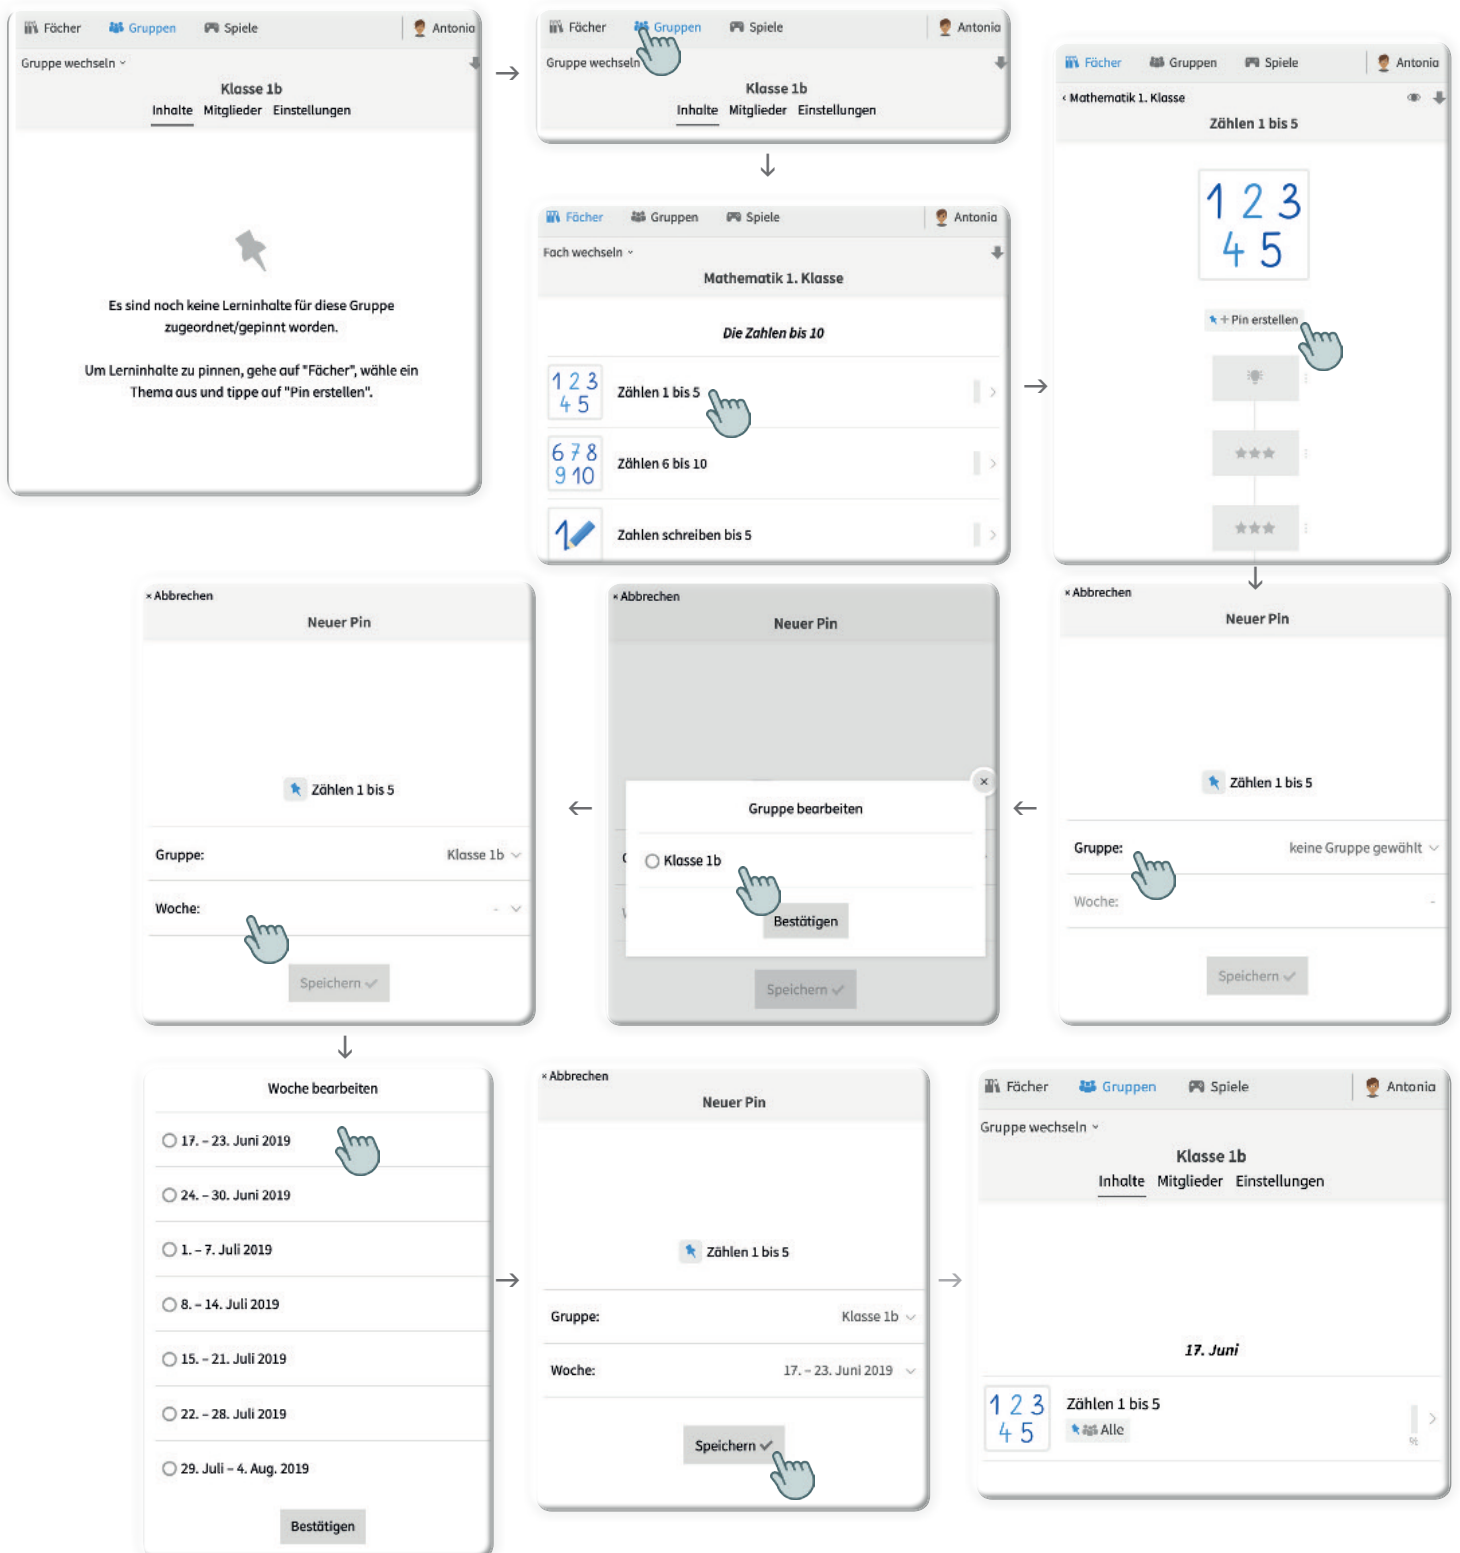 Fächer Gruppen Spiele Antonia
Gruppe wechseln
Klasse 1b
Inhalte Mitglieder Einstellungen
Es sind noch keine Lerninhalte für diese Gruppe
zugeordnet/gepinnt worden.
Um Lerninhalte zu pinnen, gehe auf "Fächer", wähle ein
Thema aus und tippe auf "Pin erstellen".
Fächer Gruppen Spiele Antonia
Gruppe wechseln
Klasse 1b
Inhalte Mitglieder Einstellungen
Fächer Gruppen Spiele Antonia
Fach wechseln
Mathematik 1. Klasse
Die Zahlen bis 10
1 2 3
4 5
Zählen 1 bis 5
6 7 8
9 10
Zählen 6 bis 10
1
Zahlen schreiben bis 5
Fächer Gruppen Spiele Antonia
‹ Mathematik 1. Klasse
Zählen 1 bis 5
1 2 3
4 5
+ Pin erstellen
× Abbrechen
Neuer Pin
Zählen 1 bis 5
Gruppe: keine Gruppe gewählt
Woche: -
Speichern
× Abbrechen
Neuer Pin
Gruppe bearbeiten
×
Klasse 1b
Bestätigen
Speichern
× Abbrechen
Neuer Pin
Zählen 1 bis 5
Gruppe: Klasse 1b
Woche: -
Speichern
Woche bearbeiten
17. – 23. Juni 2019
24. – 30. Juni 2019
1. – 7. Juli 2019
8. – 14. Juli 2019
15. – 21. Juli 2019
22. – 28. Juli 2019
29. Juli – 4. Aug. 2019
Bestätigen
× Abbrechen
Neuer Pin
Zählen 1 bis 5
Gruppe: Klasse 1b
Woche: 17. – 23. Juni 2019
Speichern
Fächer Gruppen Spiele Antonia
Gruppe wechseln
Klasse 1b
Inhalte Mitglieder Einstellungen
17. Juni
1 2 3
4 5
Zählen 1 bis 5
Alle